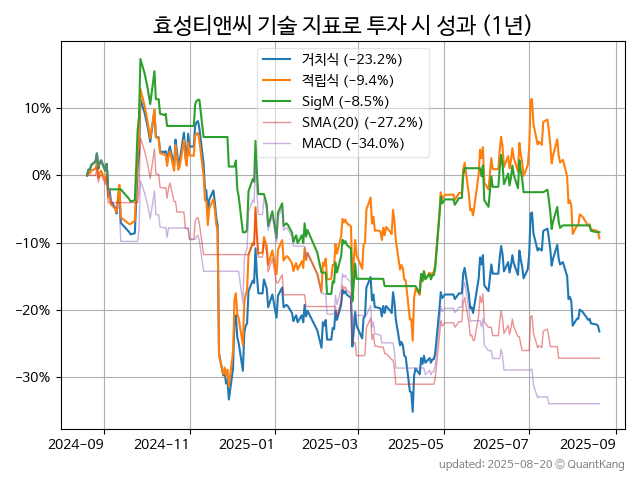 효성티앤씨 기술 지표로 투자 시 성과 (1년)
거치식 (−23.2%)
적립식 (−9.4%)
SigM (−8.5%)
SMA(20) (−27.2%)
MACD (−34.0%)
10%
0%
−10%
−20%
−30%
2024-09 2024-11 2025-01 2025-03 2025-05 2025-07 2025-09
updated: 2025-08-20 © QuantKang